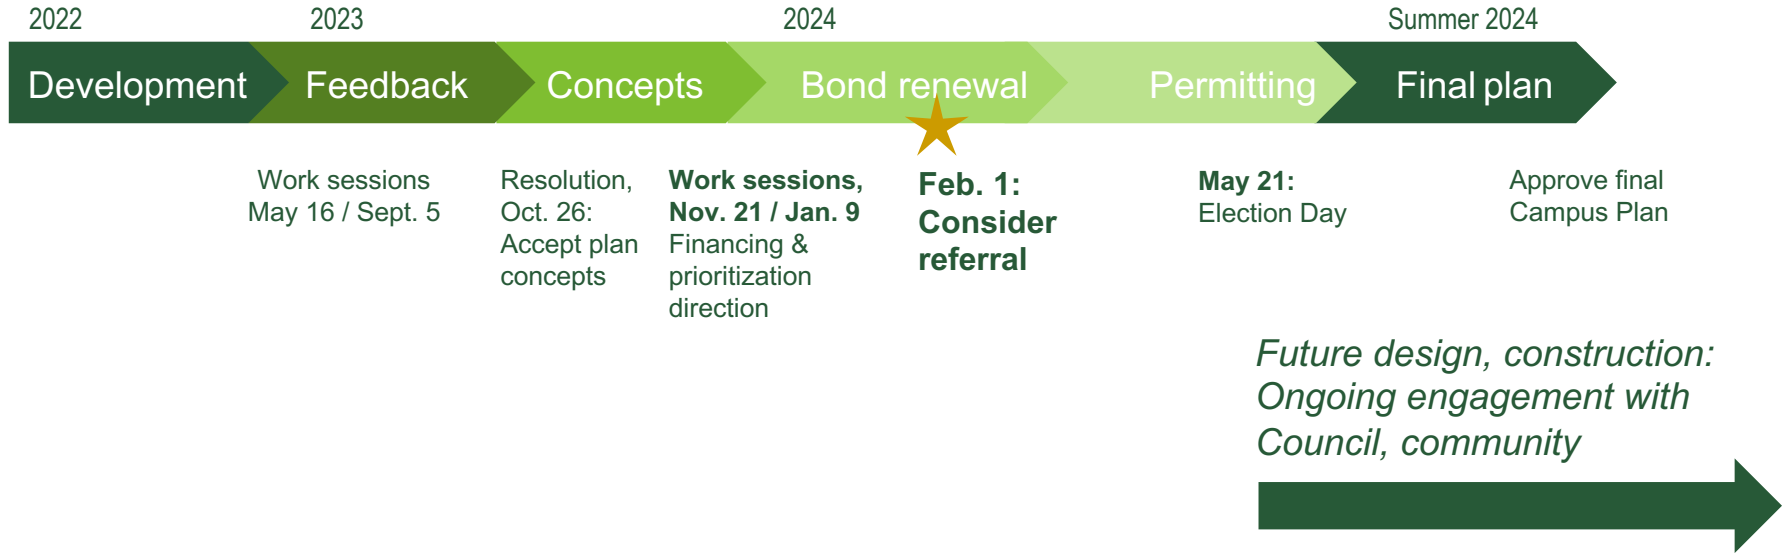 2022
2023
2024
Summer 2024
Development
Feedback
Concepts
Bond renewal
Permitting
Final plan
Work sessions
May 16 / Sept. 5
Resolution,
Oct. 26:
Accept plan
concepts
Work sessions,
Nov. 21 / Jan. 9
Financing &
prioritization
direction
Feb. 1:
Consider
referral
May 21:
Election Day
Approve final
Campus Plan
Future design, construction:
Ongoing engagement with
Council, community